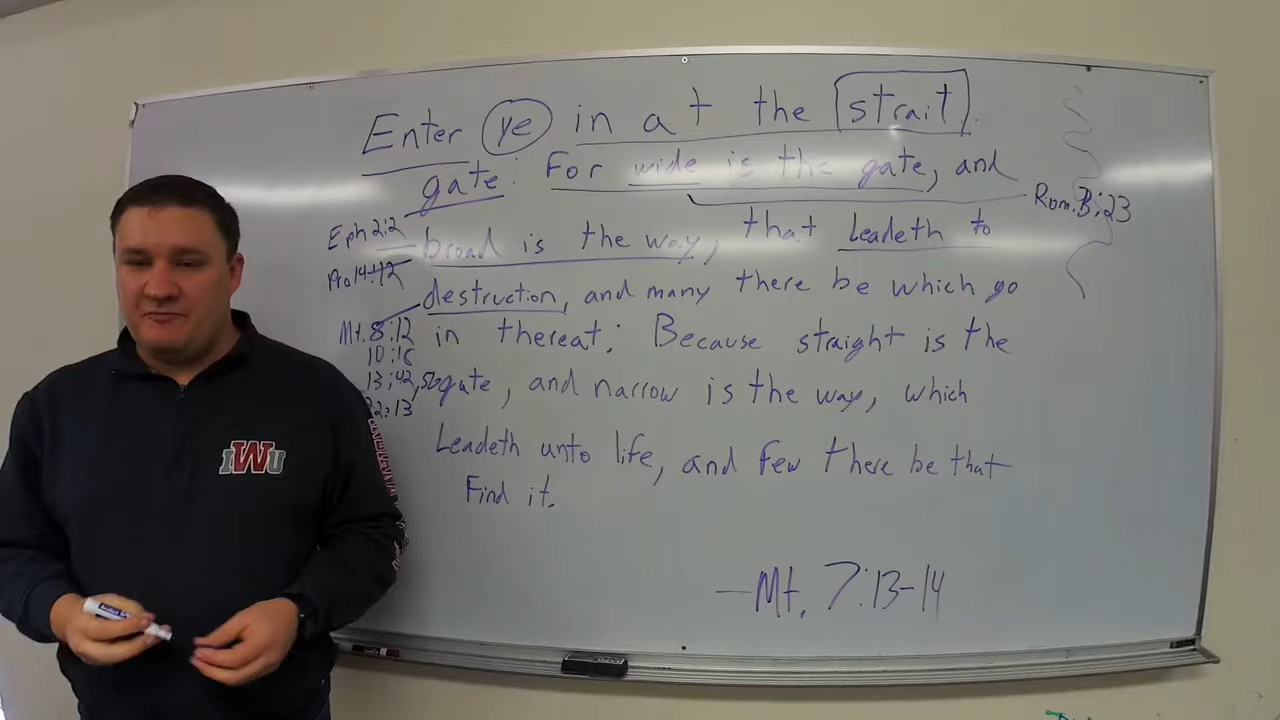 Enter ye in at the strait
gate: For wide is the gate, and
Rom. 3:23
Eph 2:2
broad is the way, that Leadeth to
Pro 14:12
destruction, and many there be which go
Mt. 8:12
in thereat; Because straight is the
10:16
13:42,50
gate, and narrow is the way, which
22:13
Leadeth unto life, and few there be that
Find it.
—Mt. 7:13-14
IWU